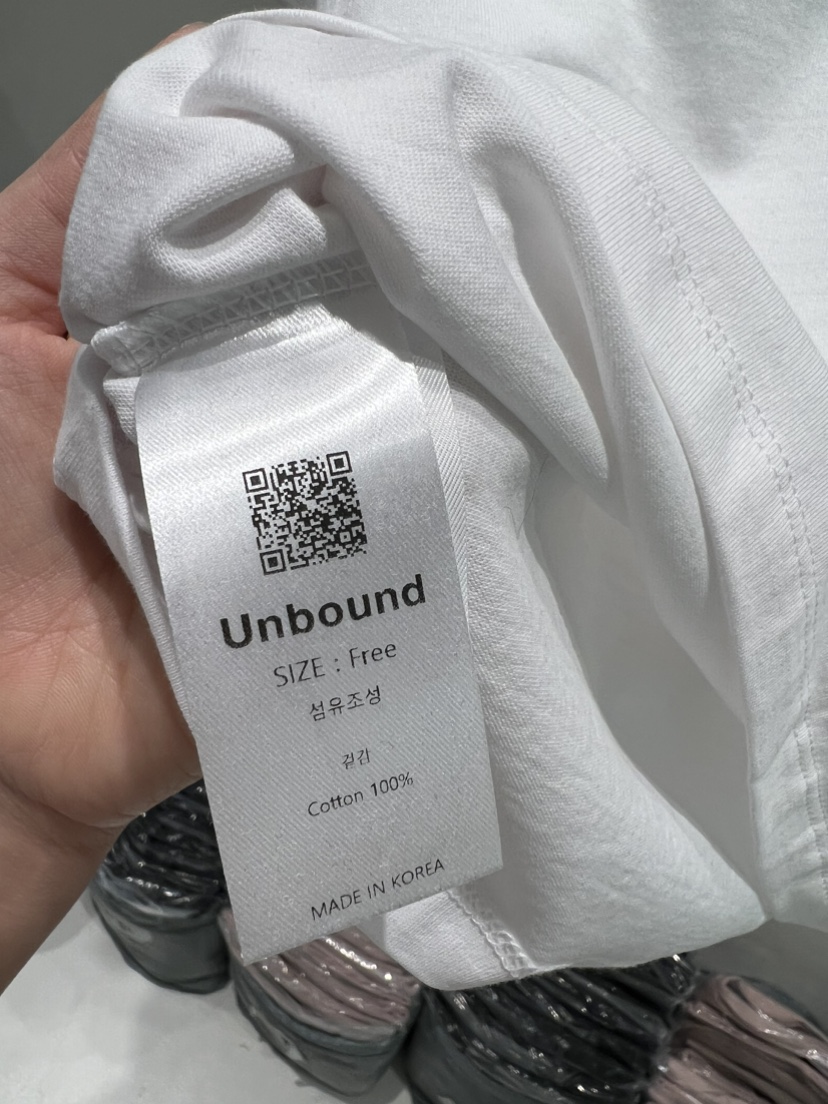 Unbound
SIZE : Free
섬유조성
겉감
Cotton 100%
MADE IN KOREA